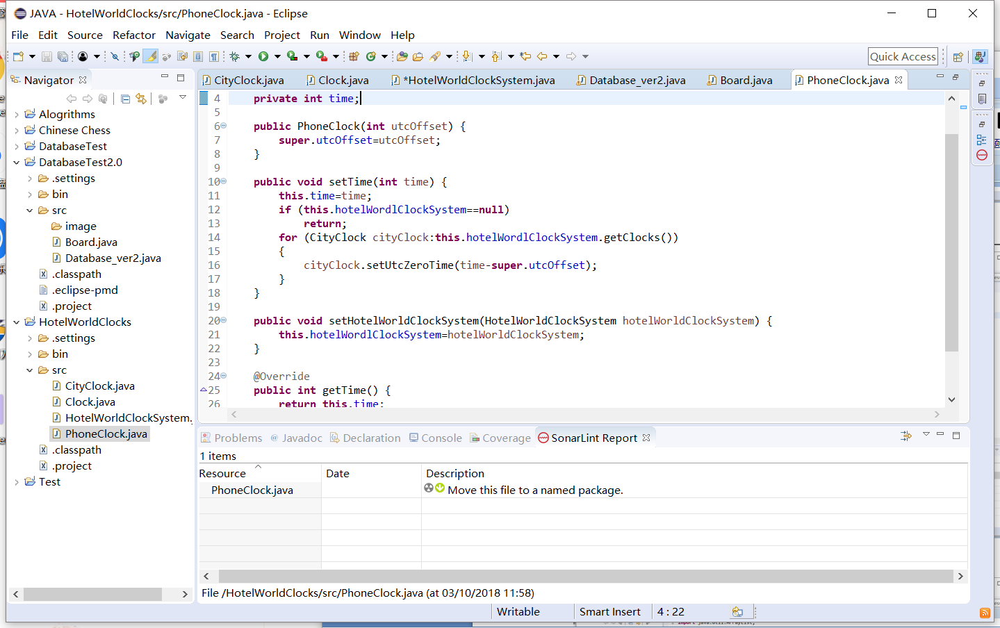 JAVA - HotelWorldClocks/src/PhoneClock.java - Eclipse
File Edit Source Refactor Navigate Search Project Run Window Help
Quick Access
Navigator
CityClock.java Clock.java *HotelWorldClockSystem.java Database_ver2.java Board.java PhoneClock.java
Alogrithms
Chinese Chess
DatabaseTest
DatabaseTest2.0
.settings
bin
src
image
Board.java
Database_ver2.java
.classpath
.eclipse-pmd
.project
HotelWorldClocks
.settings
bin
src
CityClock.java
Clock.java
HotelWorldClockSystem.
PhoneClock.java
.classpath
.project
Test
4 private int time;
5
6 public PhoneClock(int utcOffset) {
7 super.utcOffset=utcOffset;
8 }
9
10 public void setTime(int time) {
11 this.time=time;
12 if (this.hotelWordlClockSystem==null)
13 return;
14 for (CityClock cityClock:this.hotelWordlClockSystem.getClocks())
15 {
16 cityClock.setUtcZeroTime(time-super.utcOffset);
17 }
18 }
19
20 public void setHotelWorldClockSystem(HotelWorldClockSystem hotelWorldClockSystem) {
21 this.hotelWordlClockSystem=hotelWorldClockSystem;
22 }
23
24 @Override
25 public int getTime() {
26 return this.time;
Problems Javadoc Declaration Console Coverage SonarLint Report
1 items
Resource Date Description
PhoneClock.java Move this file to a named package.
File /HotelWorldClocks/src/PhoneClock.java (at 03/10/2018 11:58)
Writable Smart Insert 4 : 22